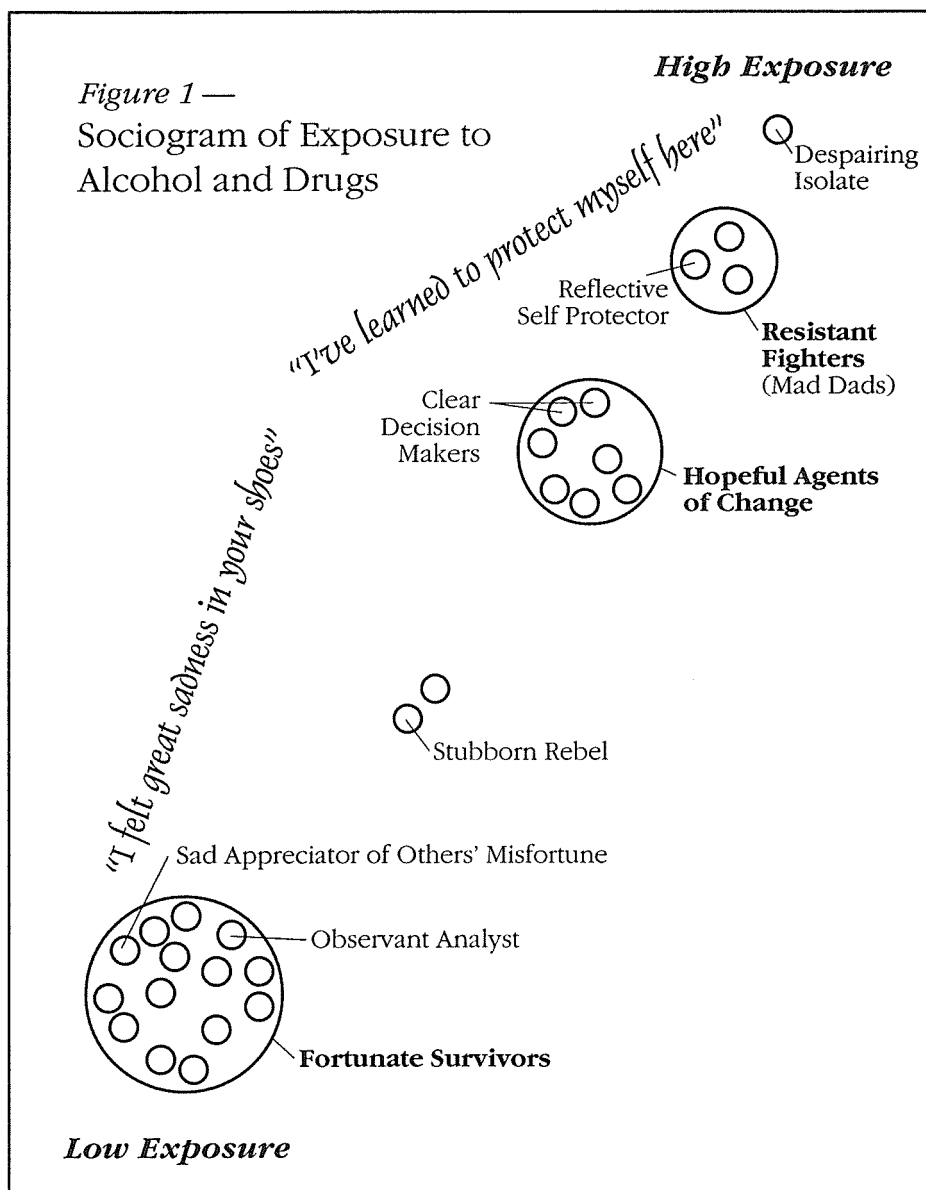 Figure 1 —
Sociogram of Exposure to
Alcohol and Drugs
High Exposure
"I've learned to protect myself here"
Despairing
Isolate
Reflective
Self Protector
Resistant
Fighters
(Mad Dads)
Clear
Decision
Makers
Hopeful Agents
of Change
"I felt great sadness in your shoes"
Stubborn Rebel
Sad Appreciator of Others' Misfortune
Observant Analyst
Fortunate Survivors
Low Exposure